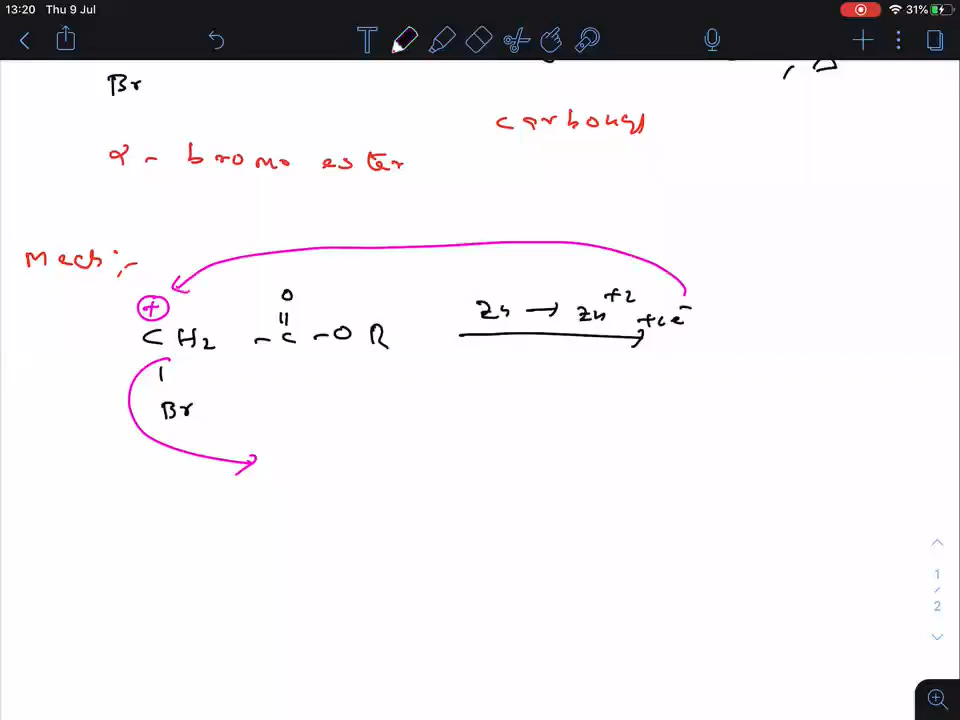 13:20 Thu 9 Jul
31%
Br
carbonyl
α - bromo ester
Mech :-
+
O
||
CH2 - C - OR
|
Br
Zn → Zn+2
+2e-
1
/
2